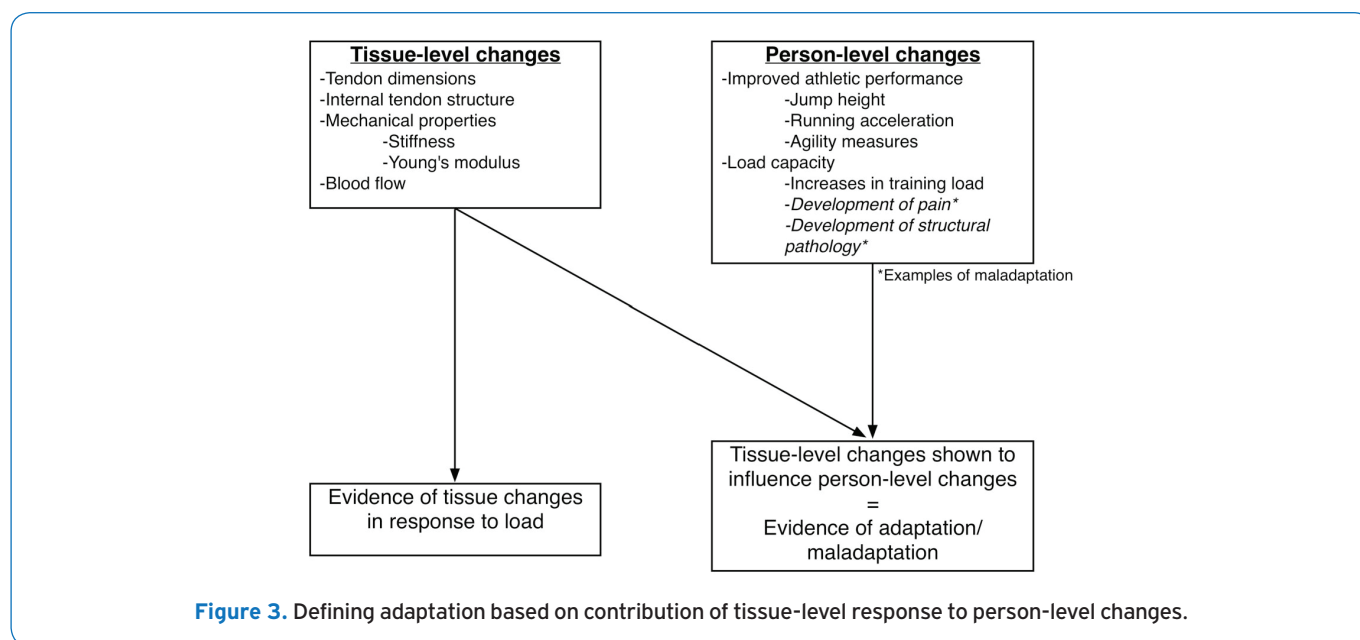 Tissue-level changes
-Tendon dimensions
-Internal tendon structure
-Mechanical properties
-Stiffness
-Young's modulus
-Blood flow
Person-level changes
-Improved athletic performance
-Jump height
-Running acceleration
-Agility measures
-Load capacity
-Increases in training load
-Development of pain*
-Development of structural
pathology*
*Examples of maladaptation
Evidence of tissue changes
in response to load
Tissue-level changes shown to
influence person-level changes
=
Evidence of adaptation/
maladaptation
Figure 3. Defining adaptation based on contribution of tissue-level response to person-level changes.